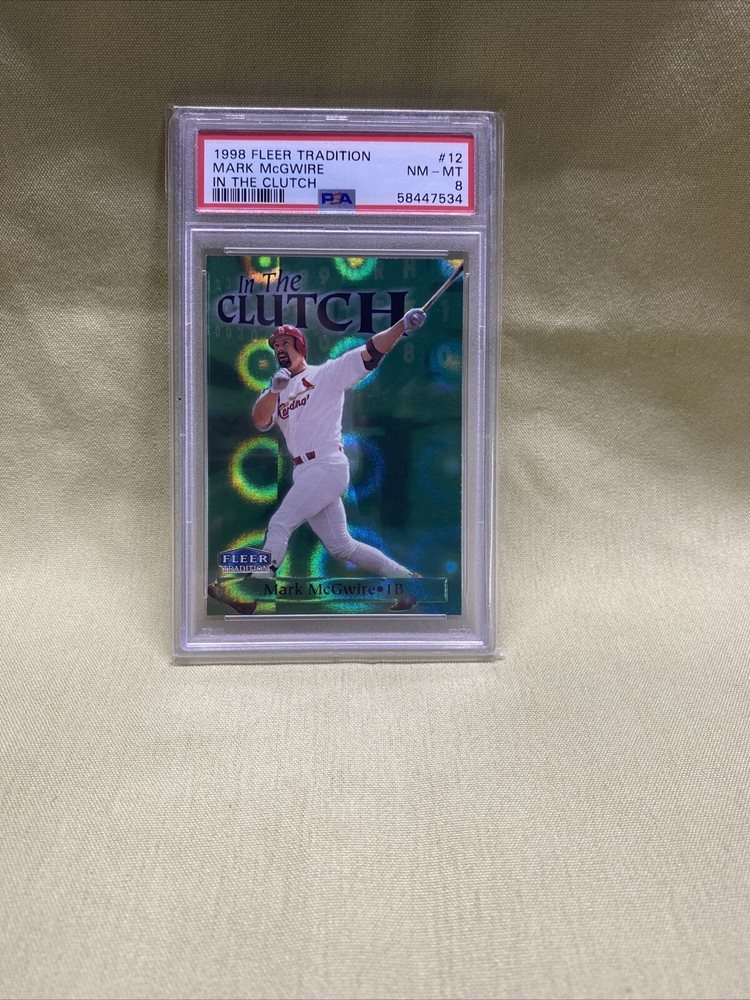 1998 FLEER TRADITION #12
MARK McGWIRE NM - MT
IN THE CLUTCH 8
PSA 58447534
In The
CLUTCH
Cardinals
FLEER
TRADITION
Mark McGwire • 1B